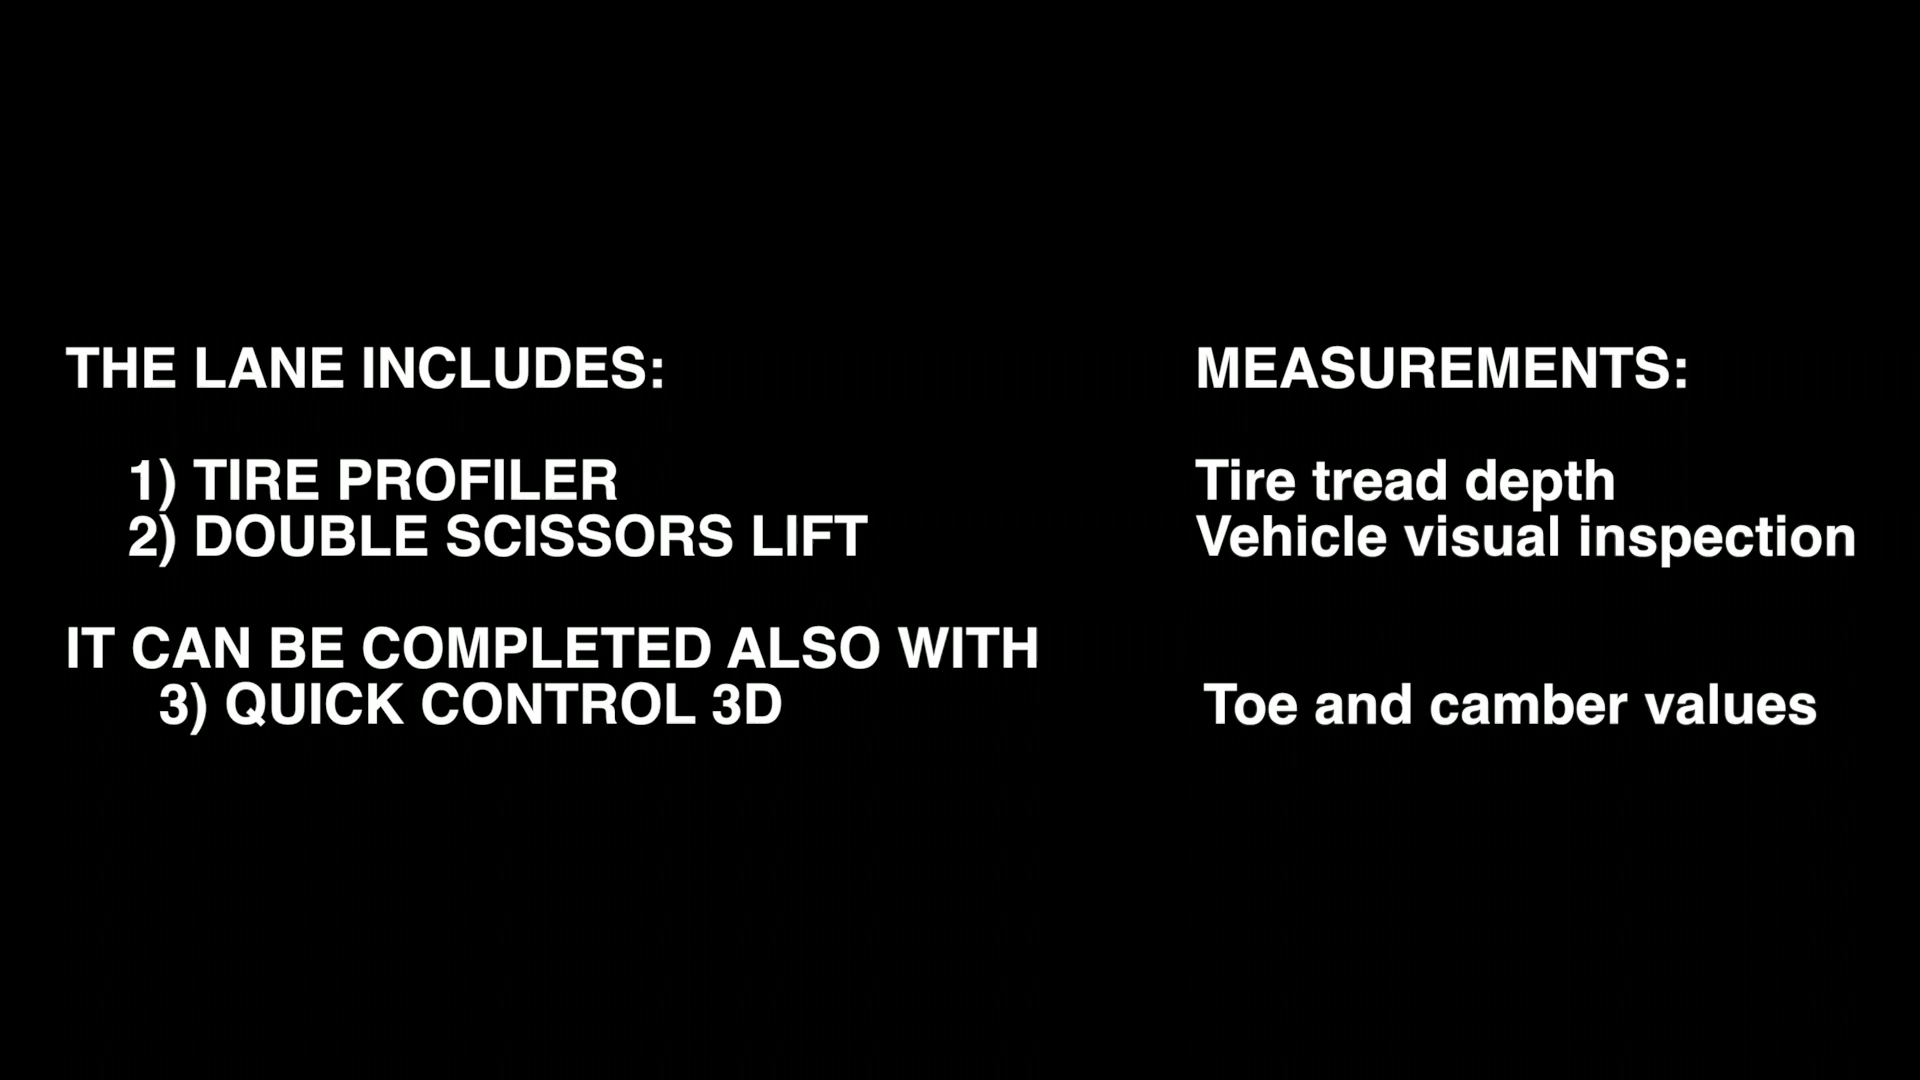 THE LANE INCLUDES:
1) TIRE PROFILER
2) DOUBLE SCISSORS LIFT
IT CAN BE COMPLETED ALSO WITH
3) QUICK CONTROL 3D
MEASUREMENTS:
Tire tread depth
Vehicle visual inspection
Toe and camber values